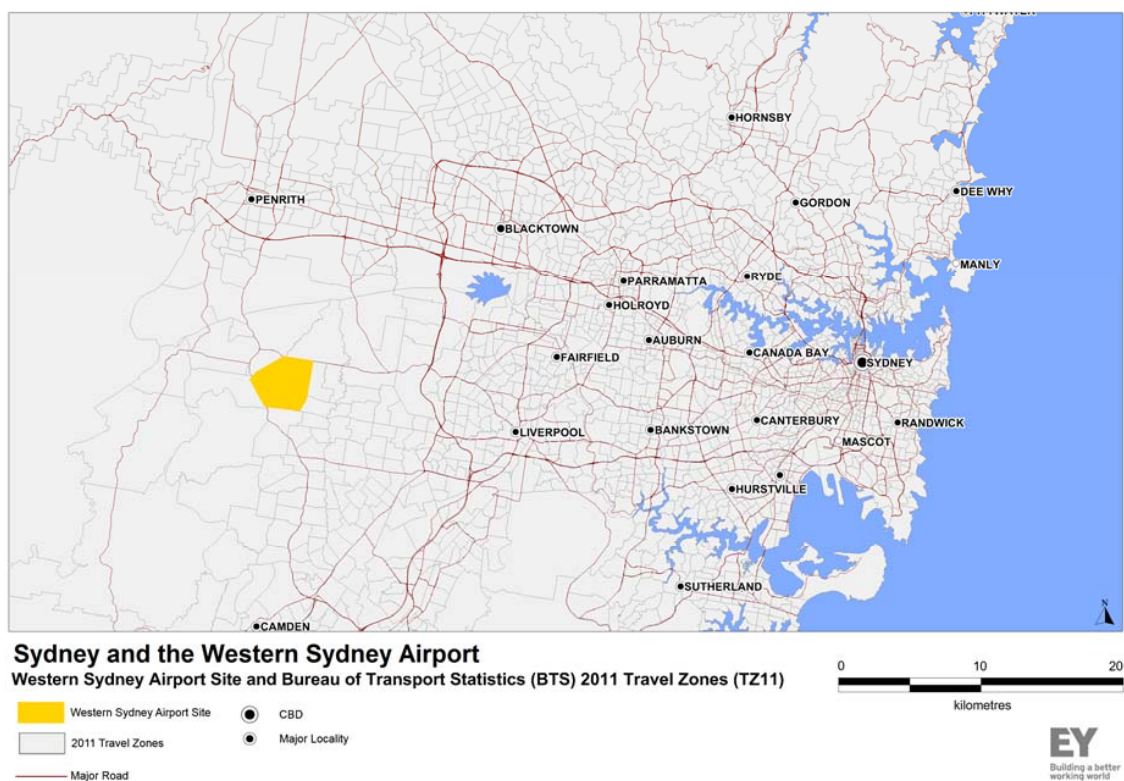 PITTWATER
HORNSBY
DEE WHY
PENRITH
GORDON
BLACKTOWN
MANLY
RYDE
PARRAMATTA
HOLROYD
AUBURN
CANADA BAY
FAIRFIELD
SYDNEY
CANTERBURY
RANDWICK
LIVERPOOL
BANKSTOWN
MASCOT
HURSTVILLE
SUTHERLAND
N
CAMDEN
Sydney and the Western Sydney Airport
Western Sydney Airport Site and Bureau of Transport Statistics (BTS) 2011 Travel Zones (TZ11)
0 10 20
kilometres
Western Sydney Airport Site
CBD
2011 Travel Zones
Major Locality
Major Road
EY
Building a better
working world